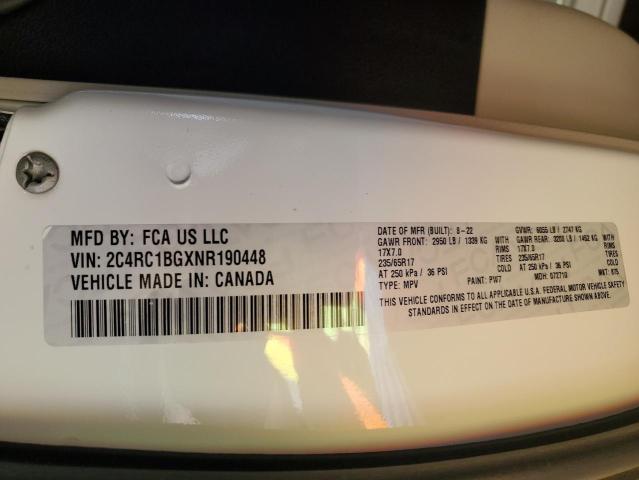 MFD BY: FCA US LLC
VIN: 2C4RC1BGXNR190448
VEHICLE MADE IN: CANADA
DATE OF MFR (BUILT): 8-22 GVWR: 6055 LB / 2747 KG
GAWR FRONT: 2950 LB / 1339 KG WITH GAWR REAR: 3200 LB / 1452 KG WITH
17X7.0 RIMS 17X7.0 RIMS
235/65R17 TIRES 235/65R17 TIRES
AT 250 kPa / 36 PSI COLD AT 250 kPa / 36 PSI COLD
TYPE: MPV PAINT: PW7 MDH: 072710 INT: X7S
THIS VEHICLE CONFORMS TO ALL APPLICABLE U.S.A. FEDERAL MOTOR VEHICLE SAFETY
STANDARDS IN EFFECT ON THE DATE OF MANUFACTURE SHOWN ABOVE.